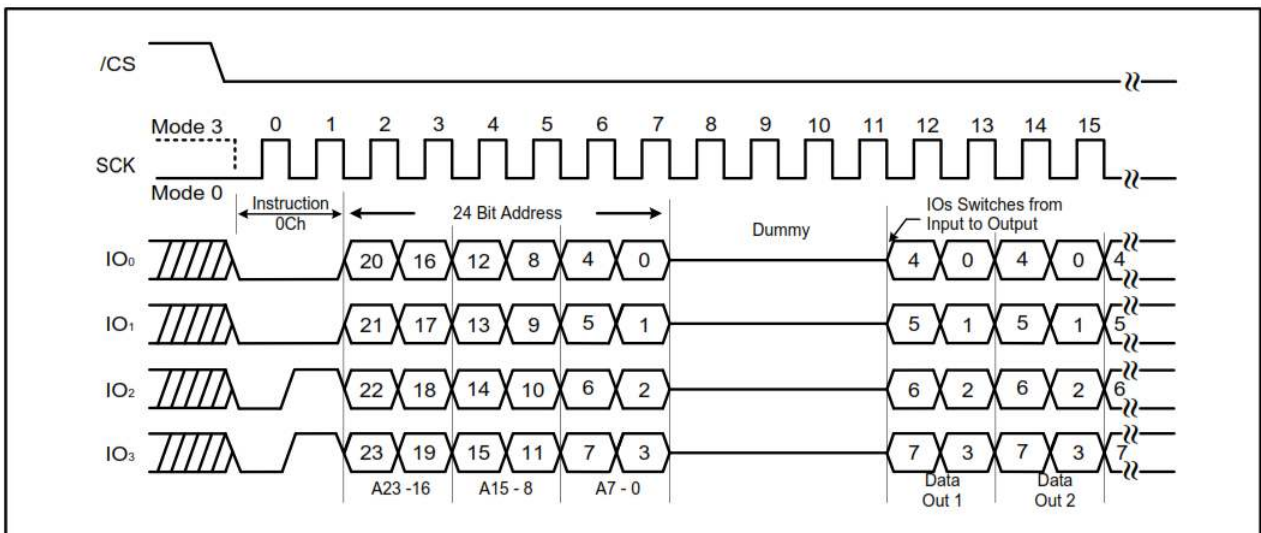 /CS
Mode 3 0 1 2 3 4 5 6 7 8 9 10 11 12 13 14 15
SCK
Mode 0
Instruction
0Ch
24 Bit Address
Dummy
IOs Switches from
Input to Output
IO₀ 20 16 12 8 4 0 4 0 4 0 4
IO₁ 21 17 13 9 5 1 5 1 5 1 5
IO₂ 22 18 14 10 6 2 6 2 6 2 6
IO₃ 23 19 15 11 7 3 7 3 7 3 7
A23 -16 A15 - 8 A7 - 0
Data
Out 1
Data
Out 2